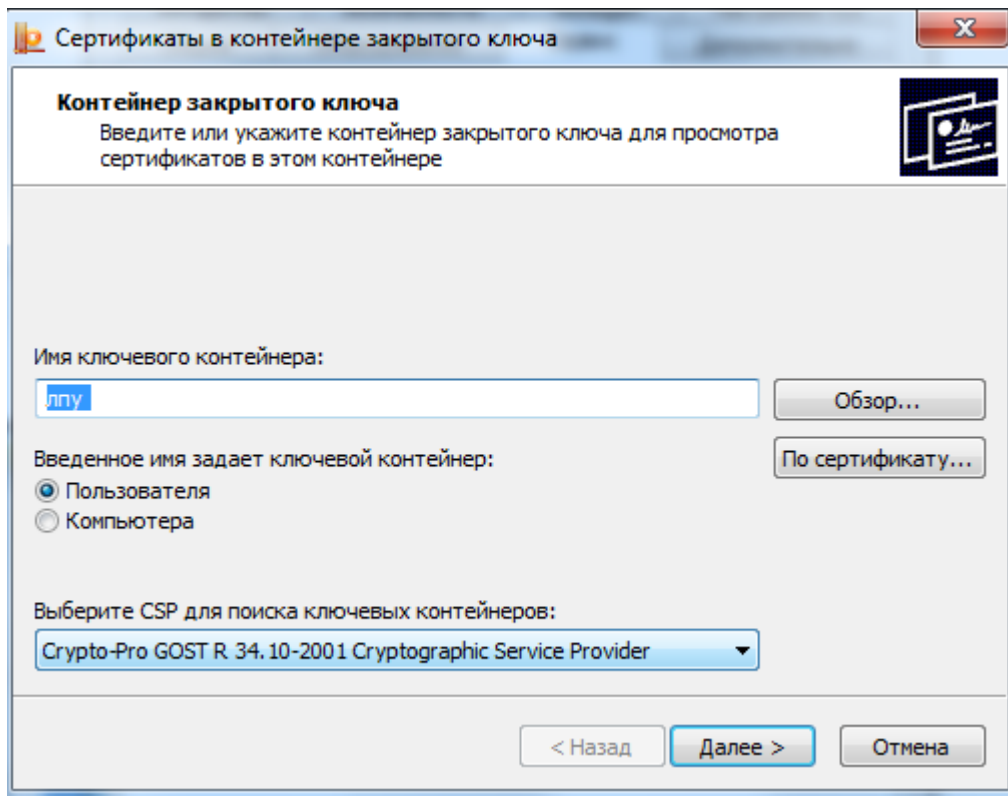 Сертификаты в контейнере закрытого ключа
Контейнер закрытого ключа
Введите или укажите контейнер закрытого ключа для просмотра
сертификатов в этом контейнере
Имя ключевого контейнера:
лпу
Обзор...
Введенное имя задает ключевой контейнер:
По сертификату...
Пользователя
Компьютера
Выберите CSP для поиска ключевых контейнеров:
Crypto-Pro GOST R 34.10-2001 Cryptographic Service Provider
< Назад
Далее >
Отмена